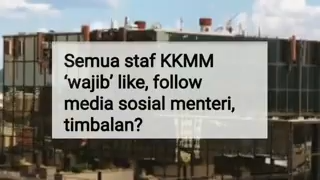 Semua staf KKMM
‘wajib’ like, follow
media sosial menteri,
timbalan?